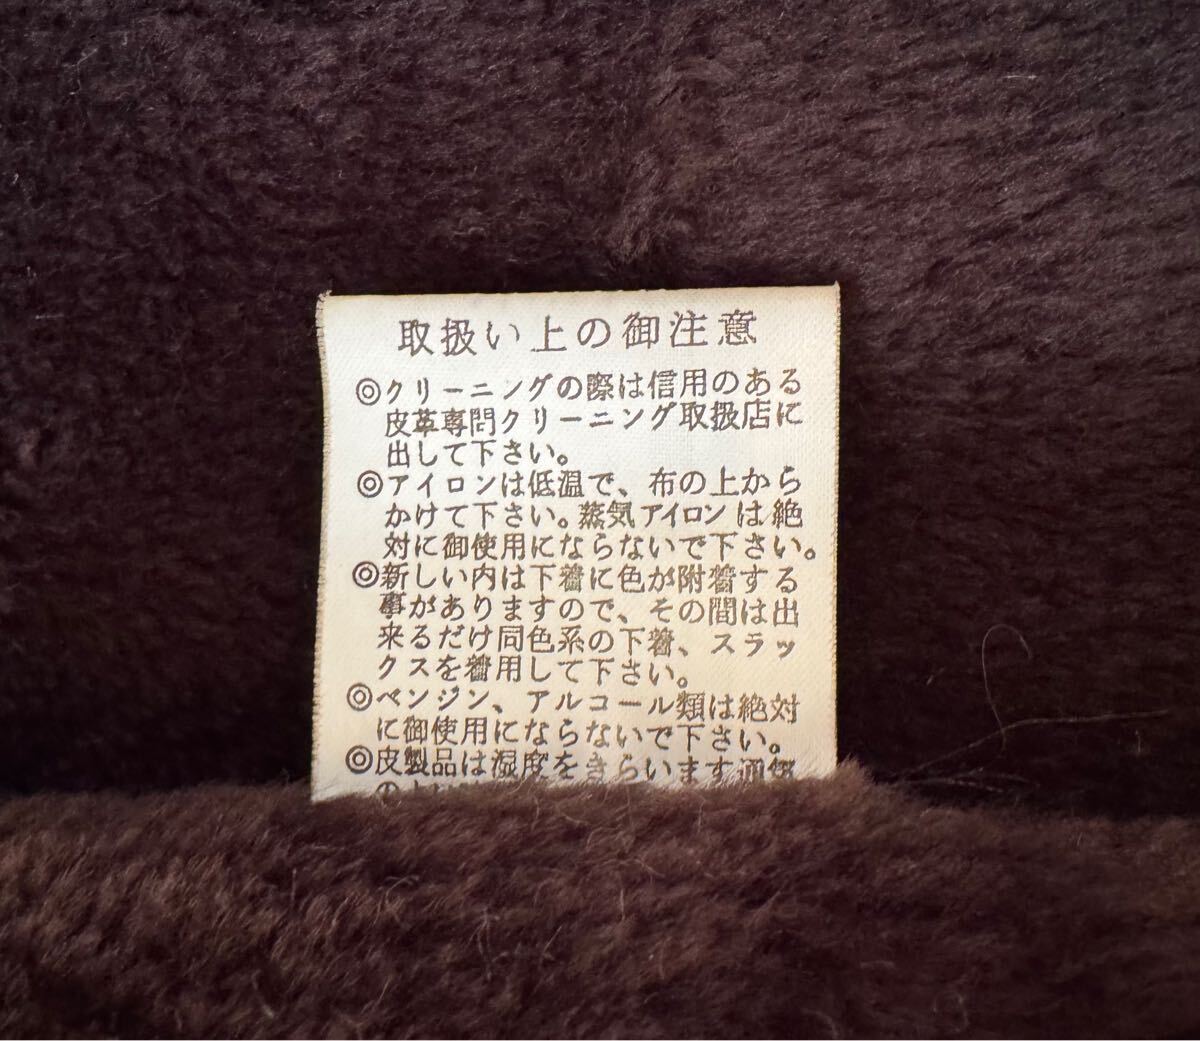 取扱い上の御注意
◎クリーニングの際は信用のある
皮革専問クリーニング取扱店に
出して下さい。
◎アイロンは低温で、布の上から
かけて下さい。蒸気アイロンは絶
対に御使用にならないで下さい。
◎新しい内は下着に色が附着する
事がありますので、その間は出
来るだけ同色系の下着、スラッ
クスを着用して下さい。
◎ベンジン、アルコール類は絶対
に御使用にならないで下さい。
◎皮製品は湿度をきらいます通気